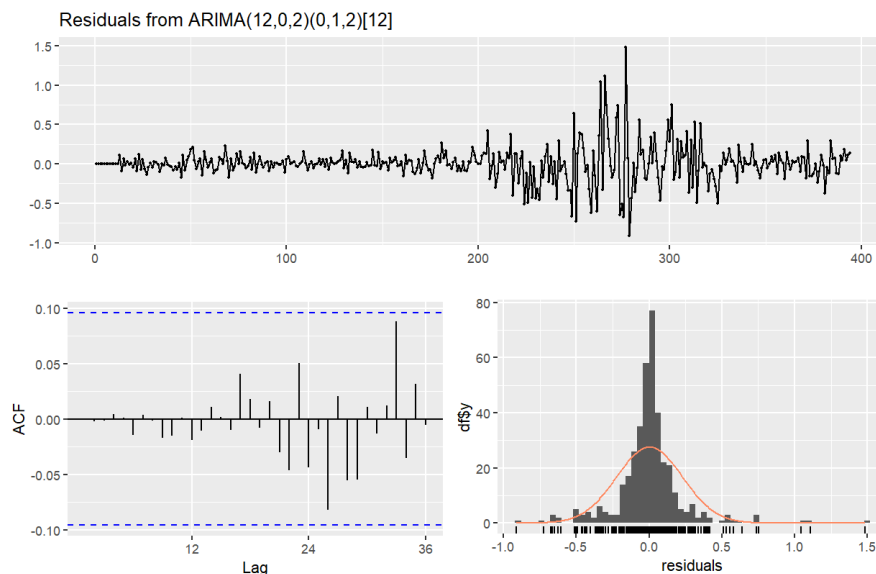 Residuals from ARIMA(12,0,2)(0,1,2)[12]
1.5
1.0
0.5
0.0
-0.5
-1.0
0 100 200 300 400
0.10
0.05
0.00
-0.05
-0.10
ACF
12 24 36
Lag
80
60
40
20
0
df$y
-1.0 -0.5 0.0 0.5 1.0 1.5
residuals